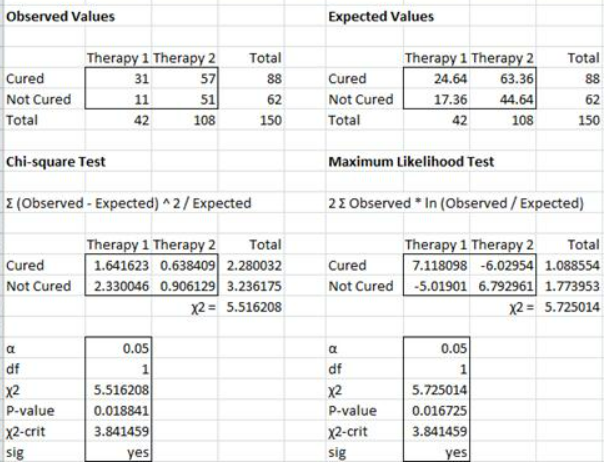 Observed Values Expected Values
Therapy 1 Therapy 2 Total Therapy 1 Therapy 2 Total
Cured 31 57 88 Cured 24.64 63.36 88
Not Cured 11 51 62 Not Cured 17.36 44.64 62
Total 42 108 150 Total 42 108 150
Chi-square Test Maximum Likelihood Test
Σ (Observed - Expected) ^ 2 / Expected 2 Σ Observed * ln (Observed / Expected)
Therapy 1 Therapy 2 Total Therapy 1 Therapy 2 Total
Cured 1.641623 0.638409 2.280032 Cured 7.118098 -6.02954 1.088554
Not Cured 2.330046 0.906129 3.236175 Not Cured -5.01901 6.792961 1.773953
χ2 = 5.516208 χ2 = 5.725014
α 0.05 α 0.05
df 1 df 1
χ2 5.516208 χ2 5.725014
P-value 0.018841 P-value 0.016725
χ2-crit 3.841459 χ2-crit 3.841459
sig yes sig yes